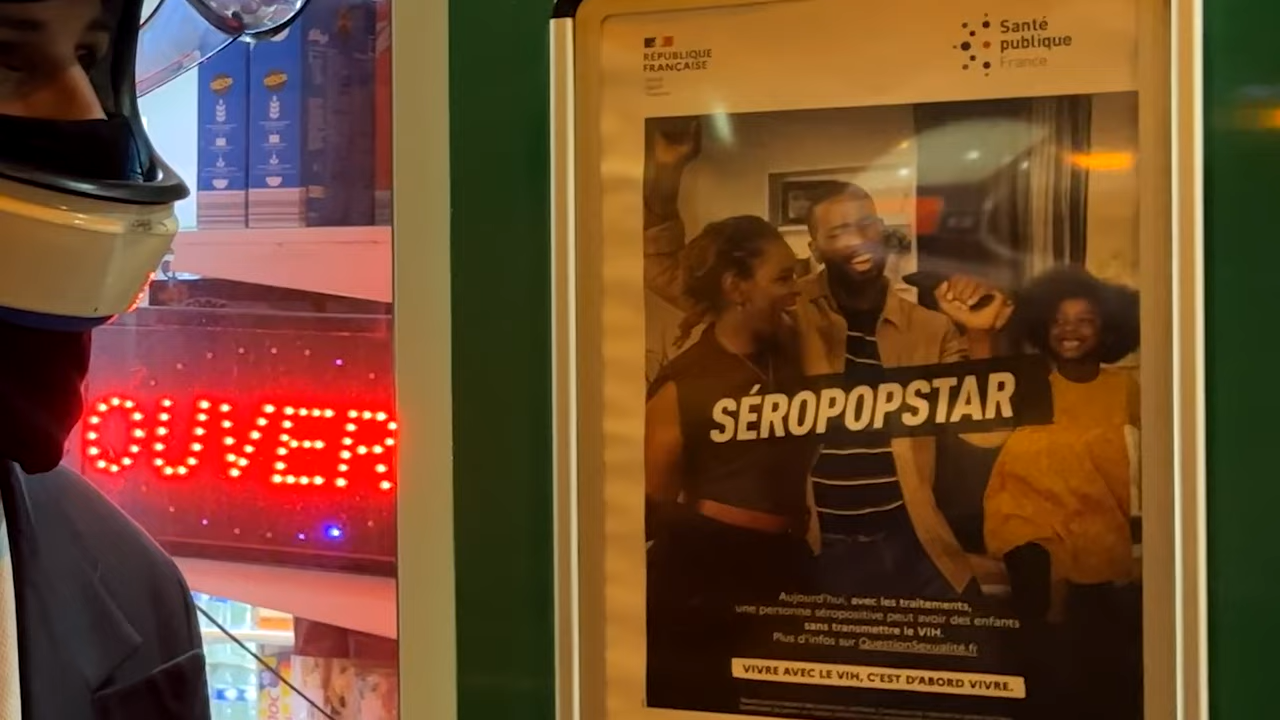 OUVER
RÉPUBLIQUE
FRANÇAISE
Santé
publique
France
SÉROPOPSTAR
Aujourd'hui, avec les traitements,
une personne séropositive peut avoir des enfants
sans transmettre le VIH.
Plus d'infos sur QuestionSexualité.fr
VIVRE AVEC LE VIH, C'EST D'ABORD VIVRE.